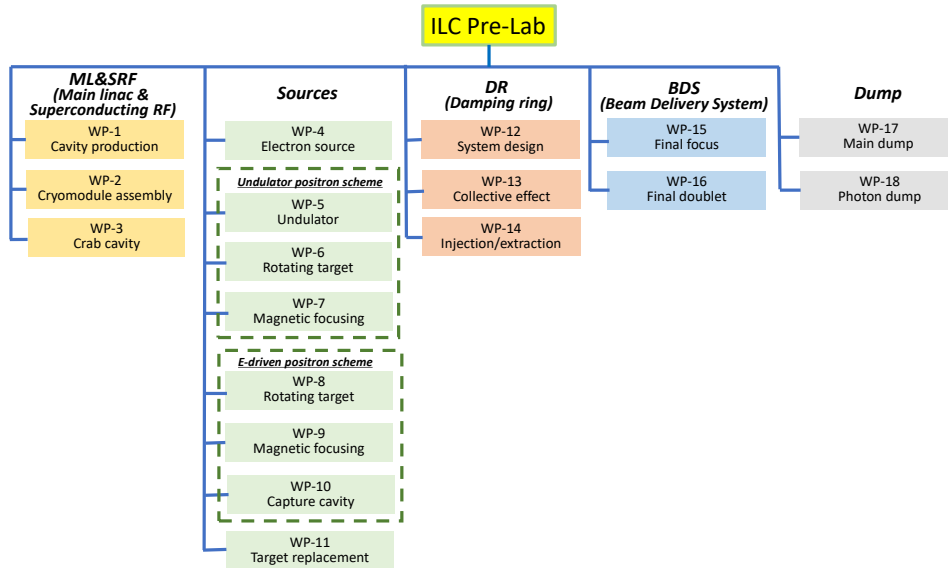 ILC Pre-Lab
ML&SRF
(Main linac &
Superconducting RF)
WP-1
Cavity production
WP-2
Cryomodule assembly
WP-3
Crab cavity
Sources
WP-4
Electron source
Undulator positron scheme
WP-5
Undulator
WP-6
Rotating target
WP-7
Magnetic focusing
E-driven positron scheme
WP-8
Rotating target
WP-9
Magnetic focusing
WP-10
Capture cavity
WP-11
Target replacement
DR
(Damping ring)
WP-12
System design
WP-13
Collective effect
WP-14
Injection/extraction
BDS
(Beam Delivery System)
WP-15
Final focus
WP-16
Final doublet
Dump
WP-17
Main dump
WP-18
Photon dump